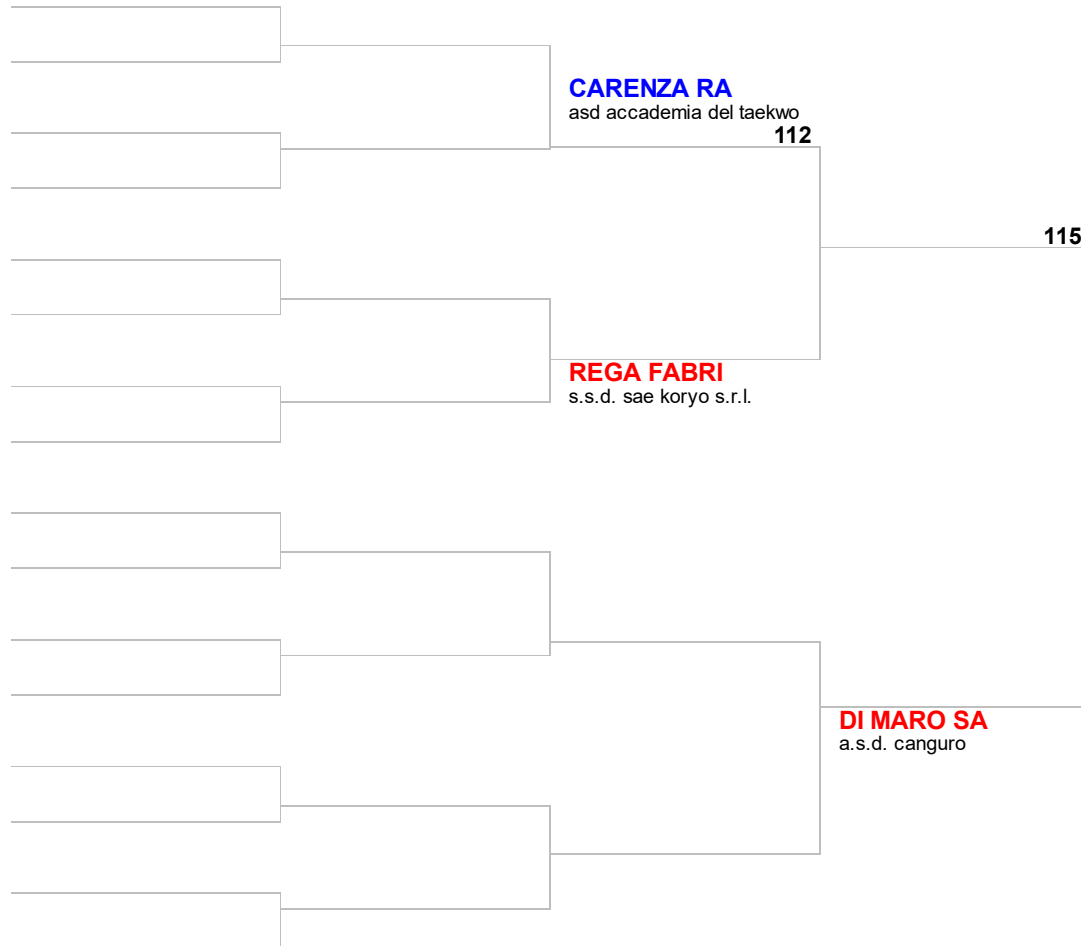 CARENZA RA
asd accademia del taekwo
112
115
REGA FABRI
s.s.d. sae koryo s.r.l.
DI MARO SA
a.s.d. canguro